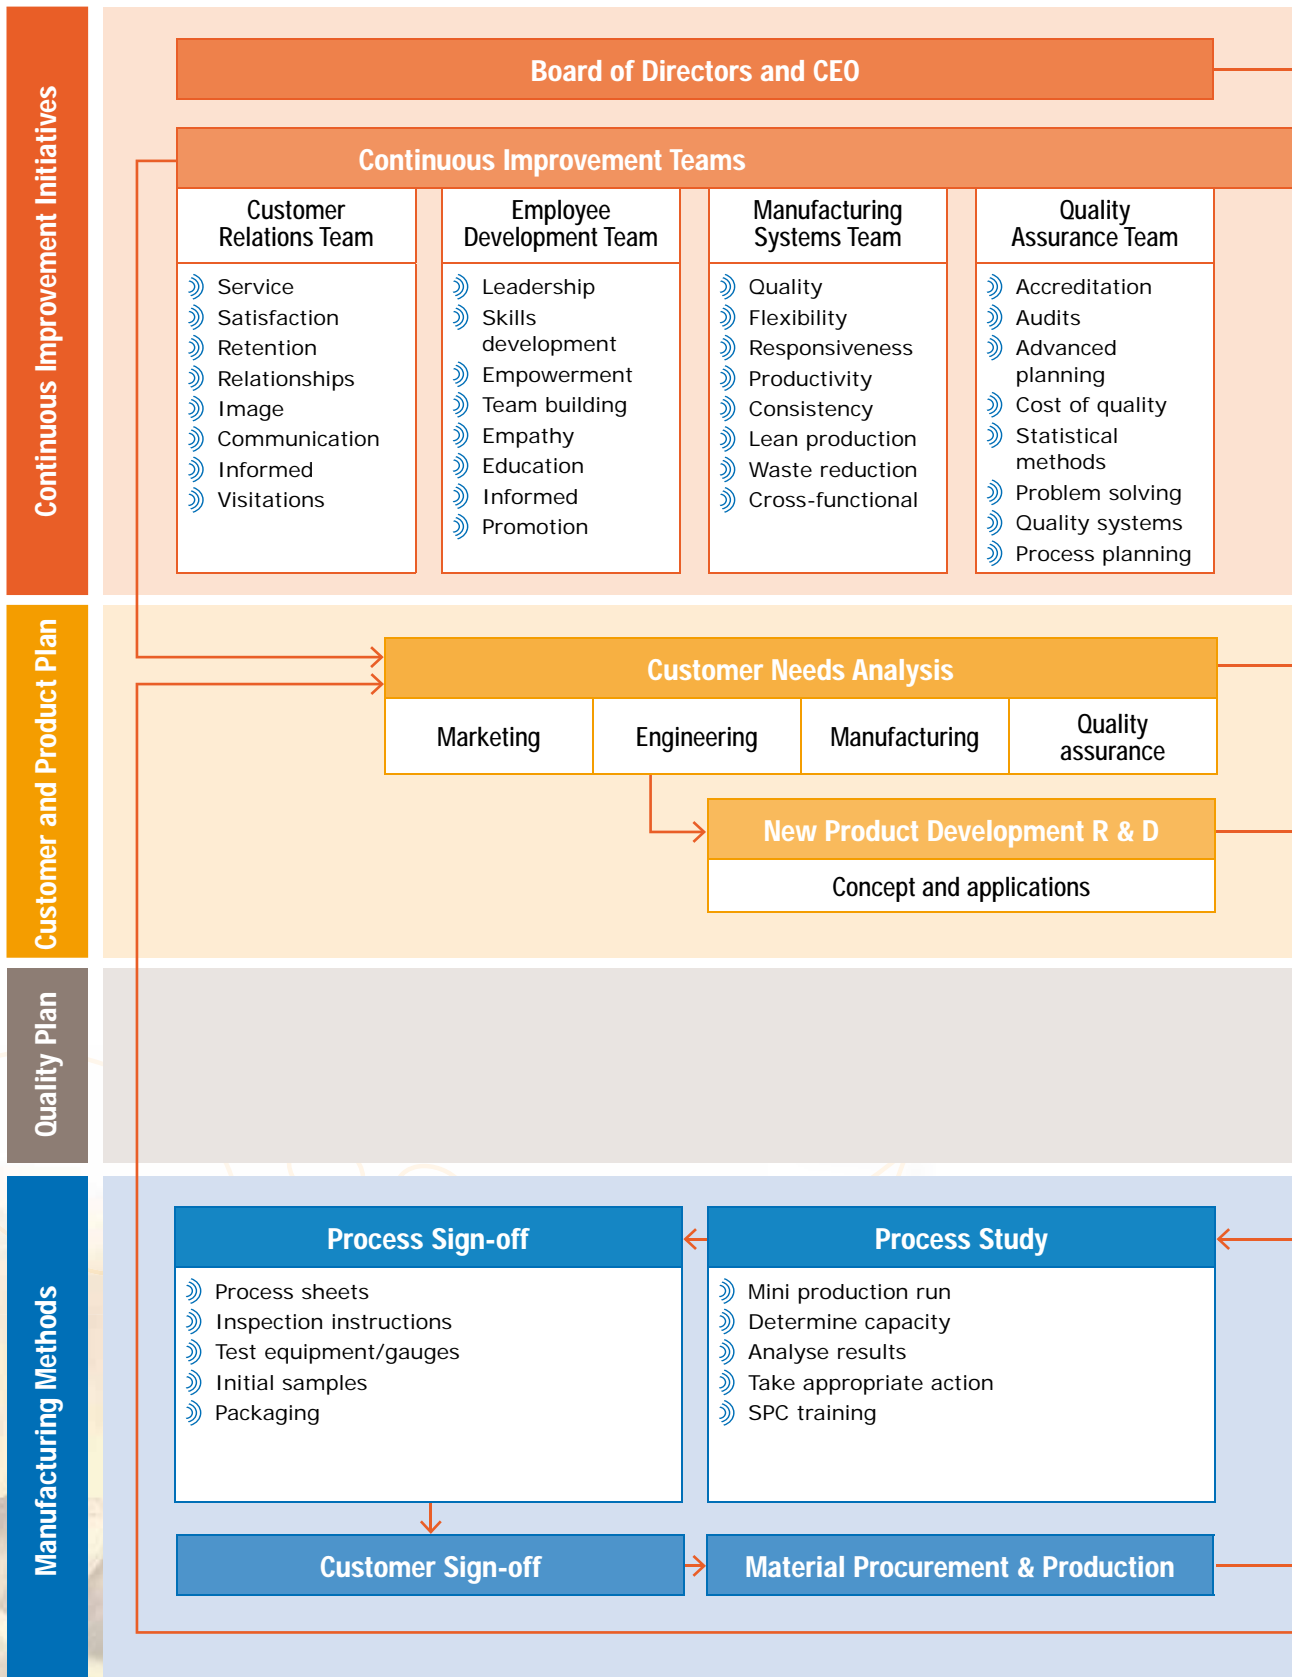 Continuous Improvement Initiatives
Board of Directors and CEO
Continuous Improvement Teams
Customer
Relations Team
Service
Satisfaction
Retention
Relationships
Image
Communication
Informed
Visitations
Employee
Development Team
Leadership
Skills
development
Empowerment
Team building
Empathy
Education
Informed
Promotion
Manufacturing
Systems Team
Quality
Flexibility
Responsiveness
Productivity
Consistency
Lean production
Waste reduction
Cross-functional
Quality
Assurance Team
Accreditation
Audits
Advanced
planning
Cost of quality
Statistical
methods
Problem solving
Quality systems
Process planning
Customer and Product Plan
Customer Needs Analysis
Marketing
Engineering
Manufacturing
Quality
assurance
New Product Development R & D
Concept and applications
Quality Plan
Manufacturing Methods
Process Sign-off
Process sheets
Inspection instructions
Test equipment/gauges
Initial samples
Packaging
Process Study
Mini production run
Determine capacity
Analyse results
Take appropriate action
SPC training
Customer Sign-off
Material Procurement & Production